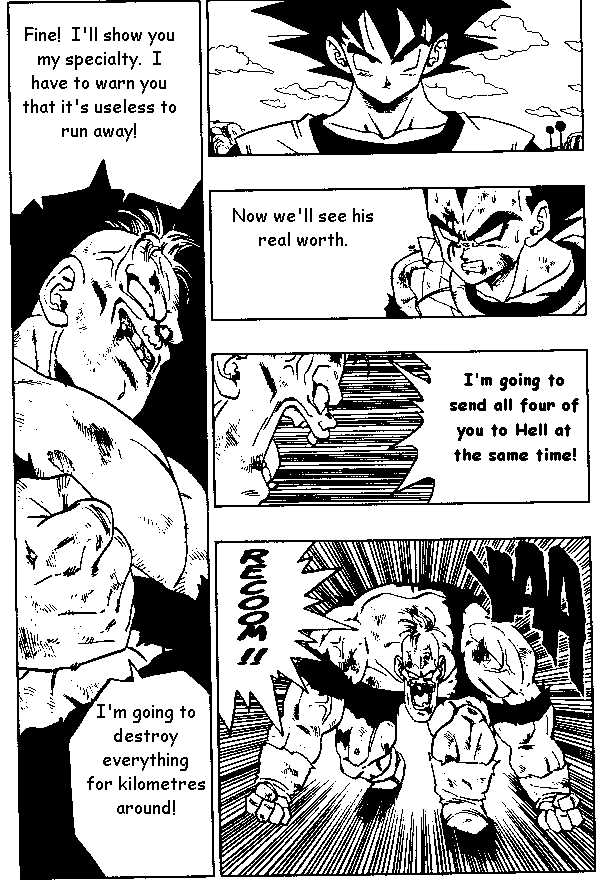 Fine! I'll show you
my specialty. I
have to warn you
that it's useless to
run away!
I'm going to
destroy
everything
for kilometres
around!
Now we'll see his
real worth.
I'm going to
send all four of
you to Hell at
the same time!
RECOOM!!